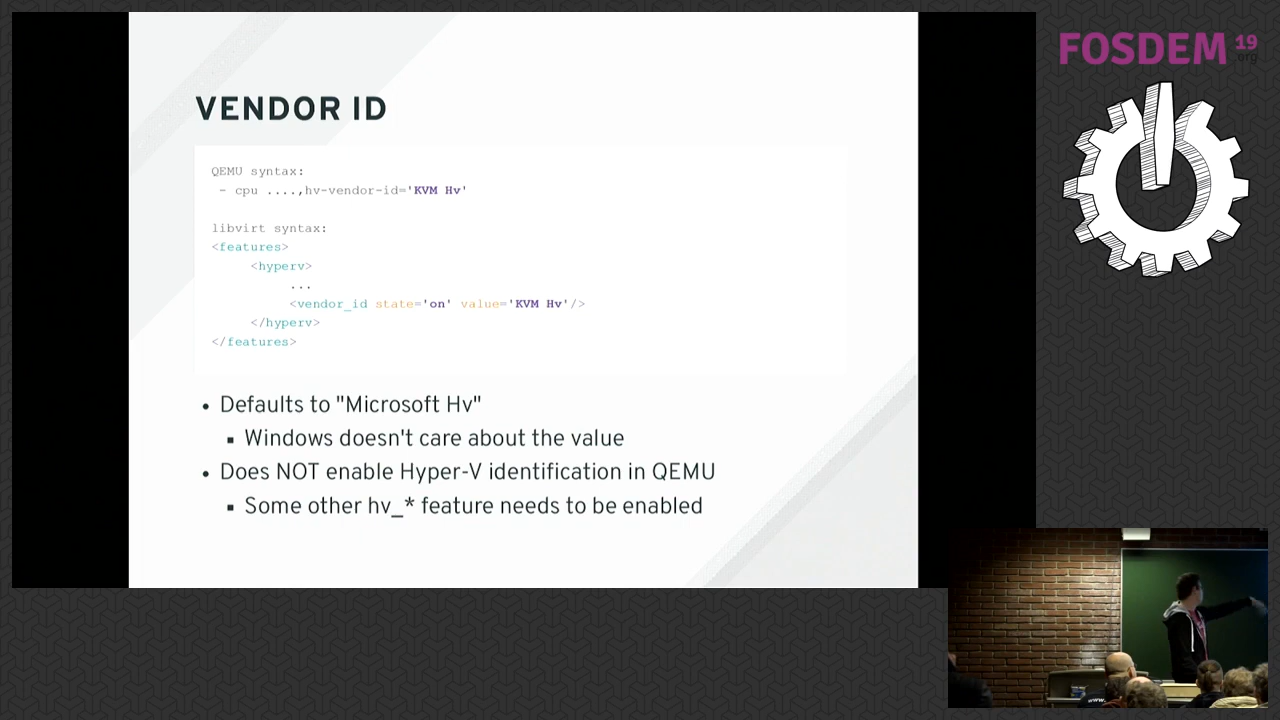 FOSDEM 19
.org
VENDOR ID
QEMU syntax:
- cpu ....,hv-vendor-id='KVM Hv'
libvirt syntax:
<features>
<hyperv>
...
<vendor_id state='on' value='KVM Hv'/>
</hyperv>
</features>
• Defaults to "Microsoft Hv"
▪ Windows doesn't care about the value
• Does NOT enable Hyper-V identification in QEMU
▪ Some other hv_* feature needs to be enabled
www.